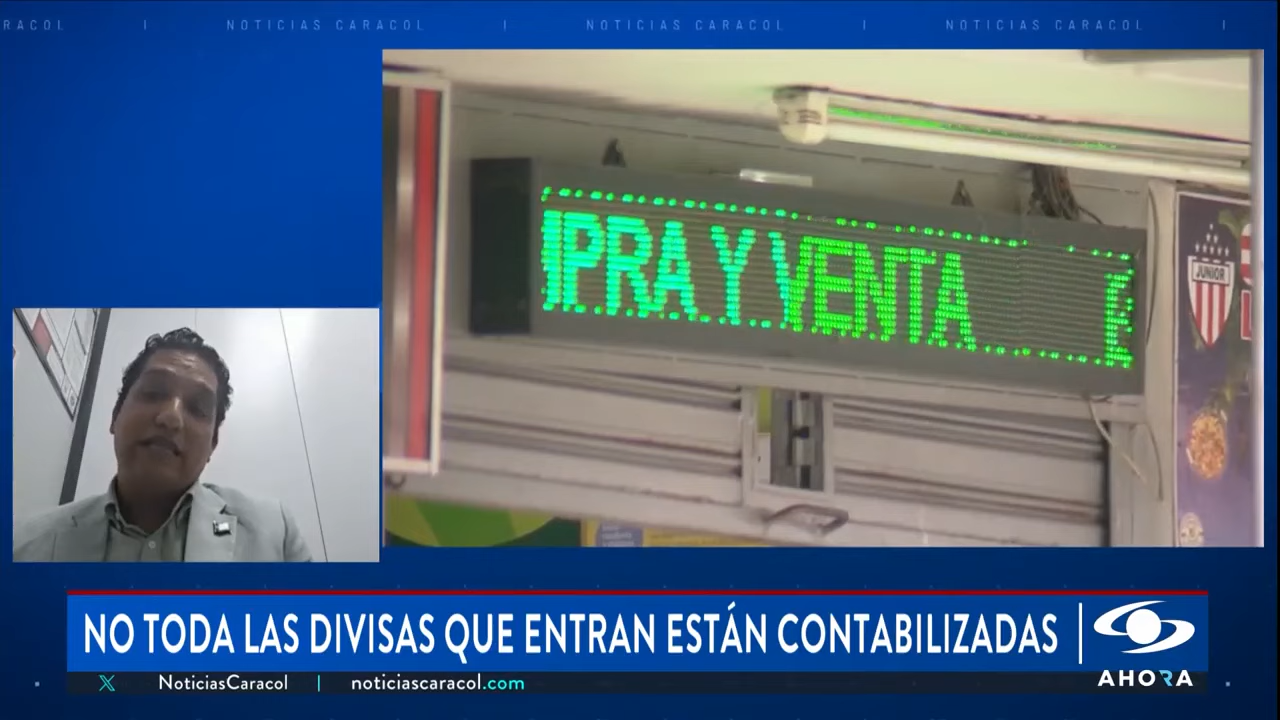 NOTICIAS CARACOL
NOTICIAS CARACOL
NOTICIAS CARACOL
PRA Y VENTA
JUNIOR
NO TODA LAS DIVISAS QUE ENTRAN ESTÁN CONTABILIZADAS
AHORA
X NoticiasCaracol | noticiascaracol.com